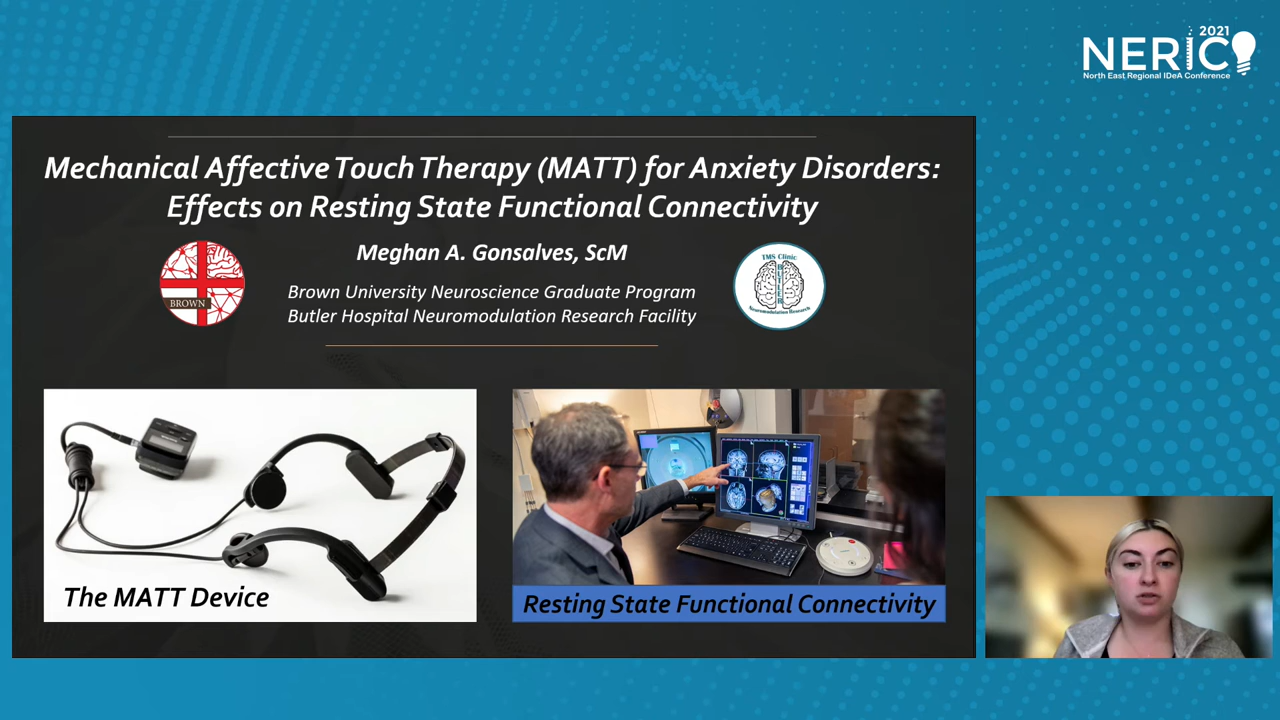 2021
NERIC
North East Regional IDeA Conference
Mechanical Affective Touch Therapy (MATT) for Anxiety Disorders:
Effects on Resting State Functional Connectivity
Meghan A. Gonsalves, ScM
Brown University Neuroscience Graduate Program
Butler Hospital Neuromodulation Research Facility
BROWN
TMS Clinic
BUTLER
Neuromodulation Research
The MATT Device
Resting State Functional Connectivity